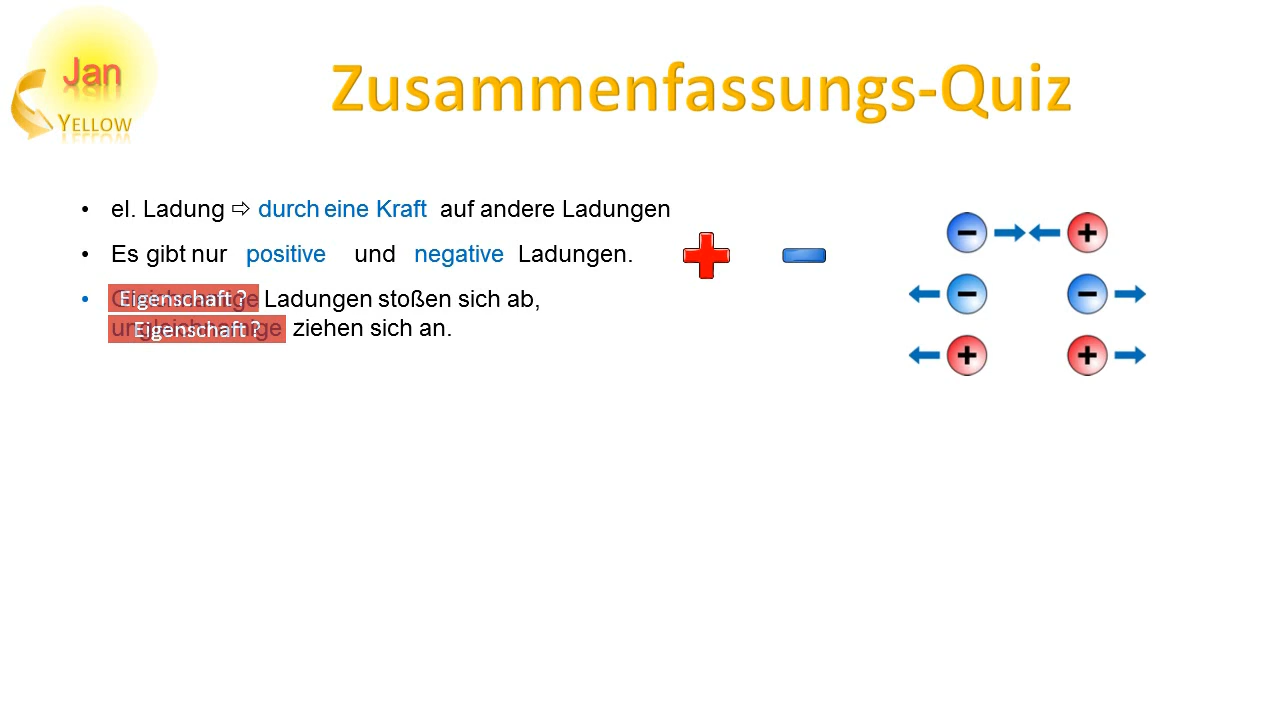 Jan
YELLOW
Zusammenfassungs-Quiz
• el. Ladung ⇨ durch eine Kraft auf andere Ladungen
• Es gibt nur positive und negative Ladungen.
• Eigenschaft ? Ladungen stoßen sich ab,
Eigenschaft ? ziehen sich an.